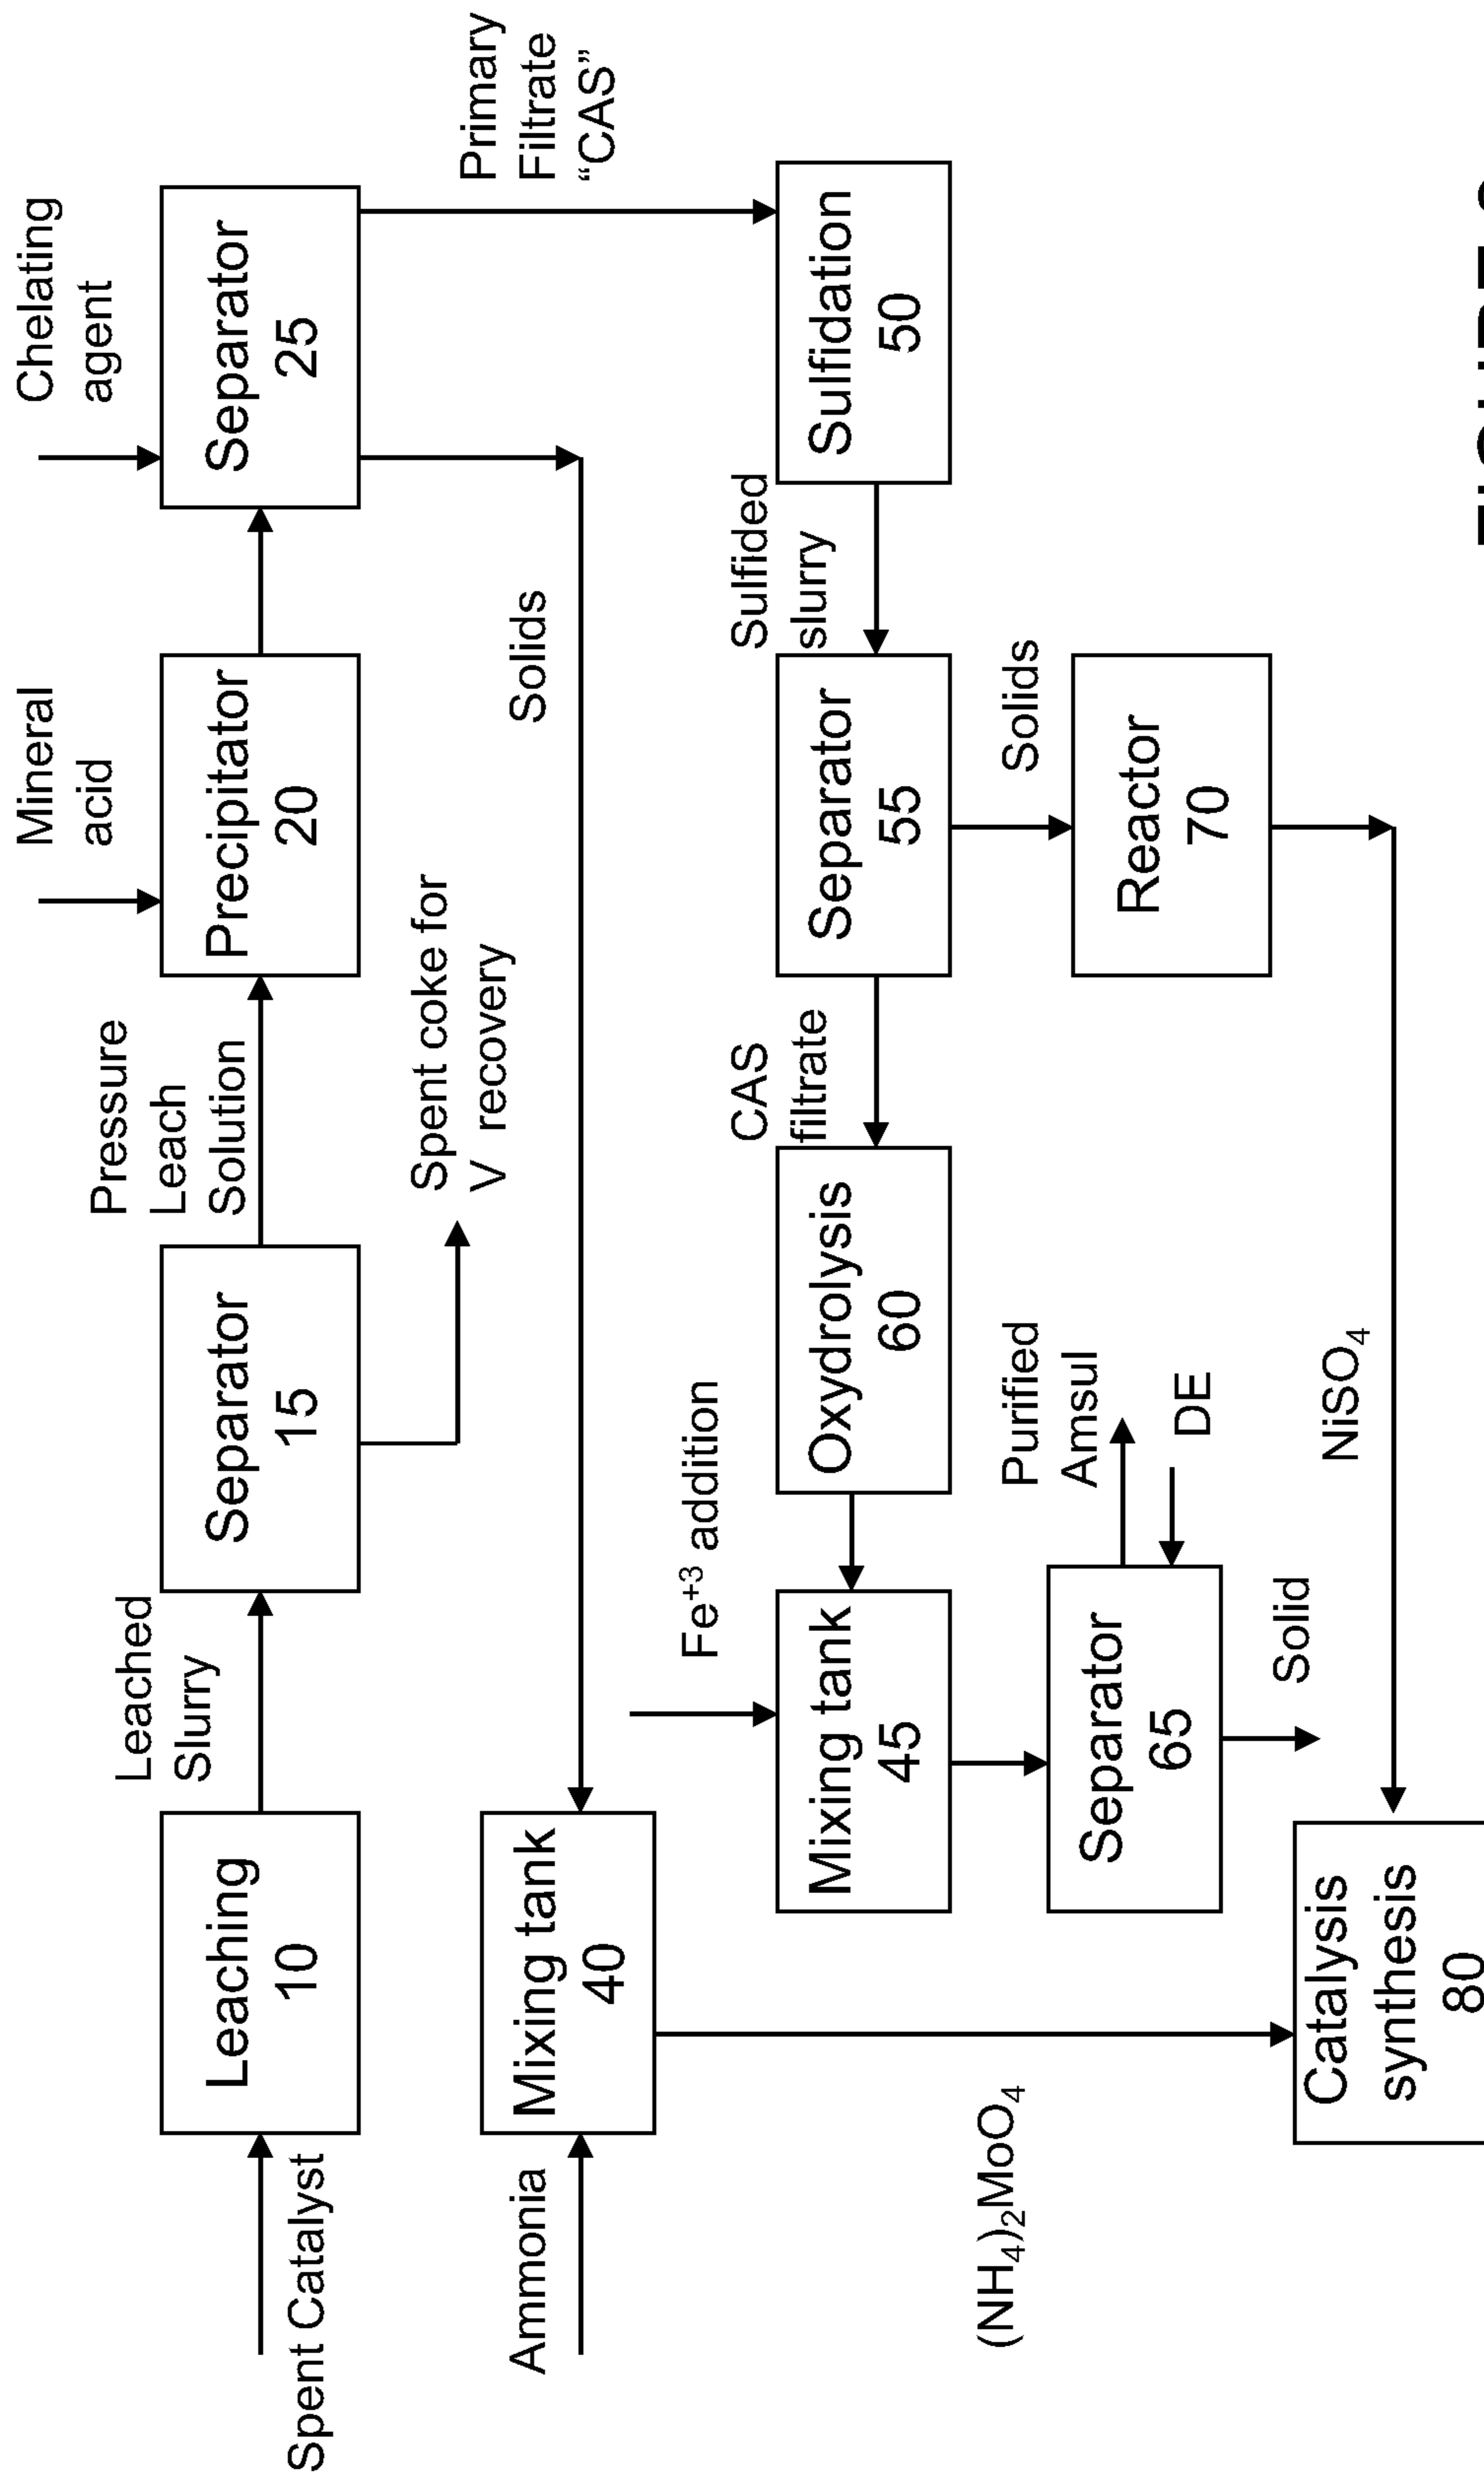 Spent Catalyst
Leaching
10
Leached
Slurry
Separator
15
Pressure
Leach
Solution
Spent coke for
V recovery
Mineral
acid
Precipitator
20
Chelating
agent
Separator
25
Primary
Filtrate
“CAS”
Solids
Ammonia
Mixing tank
40
(NH4)2MoO4
Fe+3 addition
Mixing tank
45
Oxydrolysis
60
CAS
filtrate
Separator
55
Sulfided
slurry
Sulfidation
50
Solids
Reactor
70
Separator
65
Purified
Amsul
DE
Solid
NiSO4
Catalysis
synthesis
80